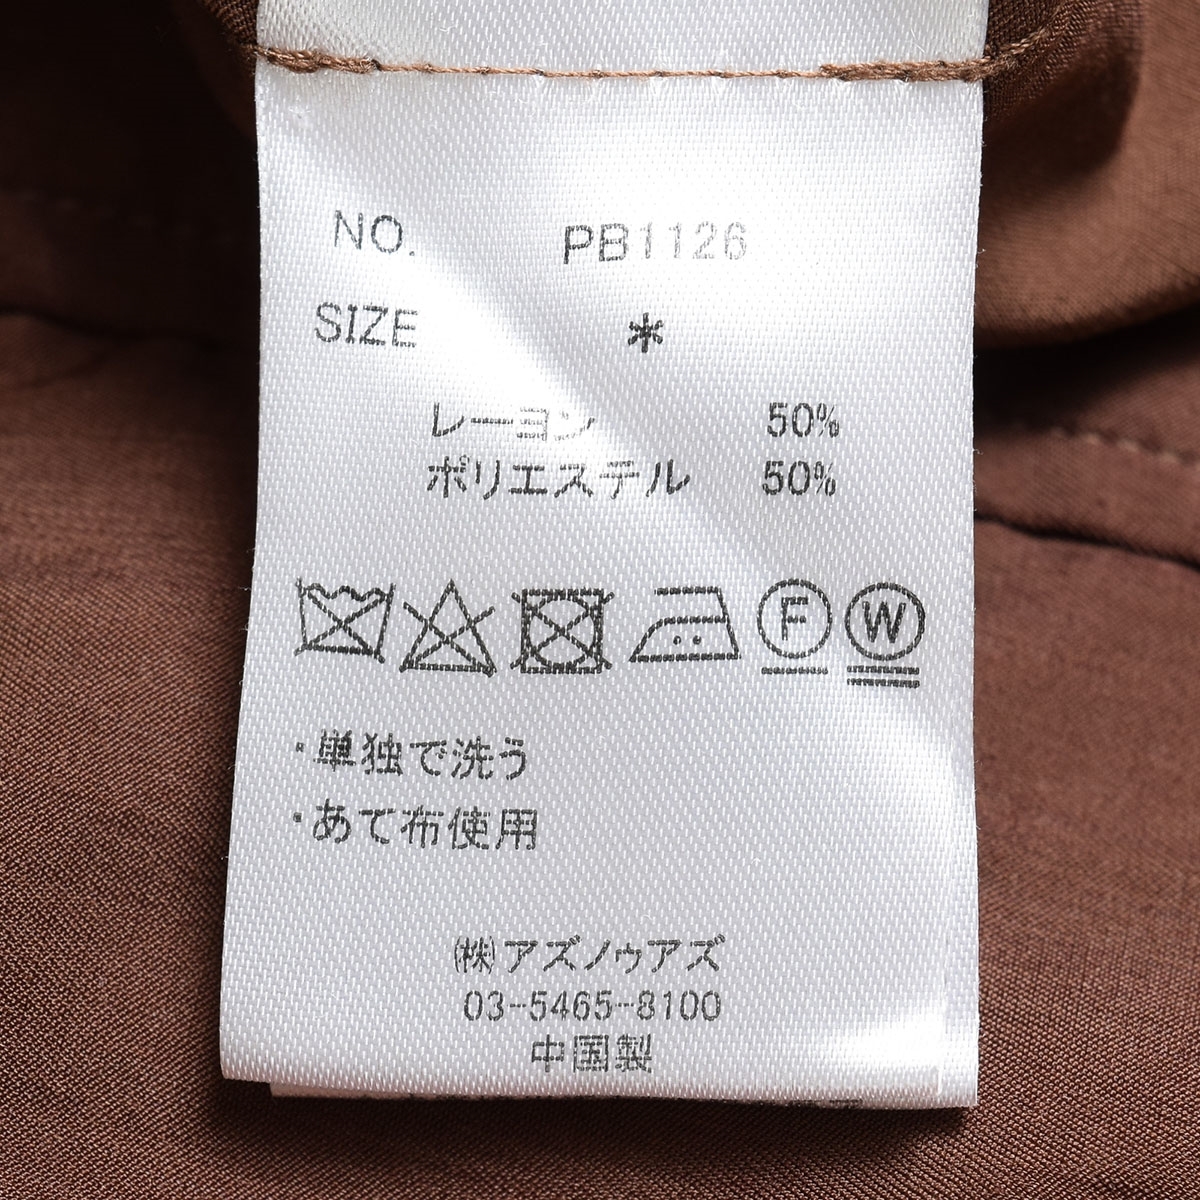 NO. PB1126
SIZE *
レーヨン 50%
ポリエステル 50%
F W
・単独で洗う
・あて布使用
㈱アズノゥアズ
03-5465-8100
中国製